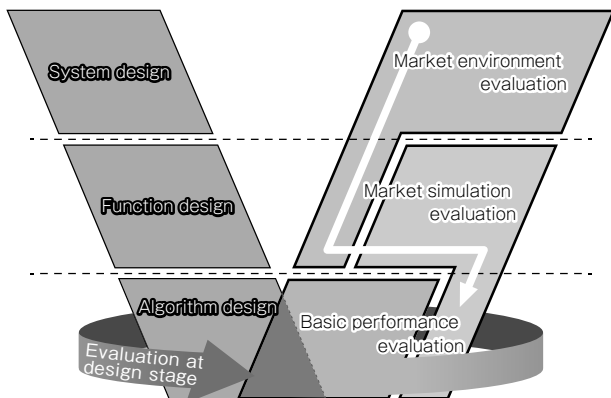 System design
Market environment
evaluation
Function design
Market simulation
evaluation
Algorithm design
Basic performance
evaluation
Evaluation at
design stage